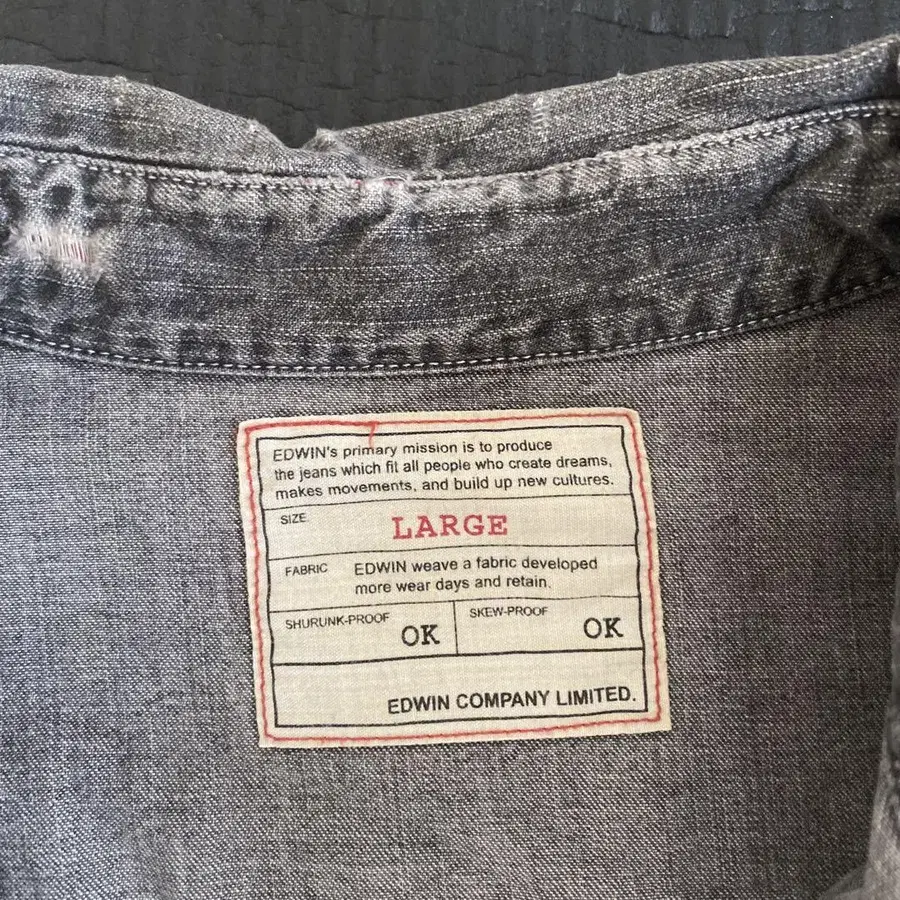 EDWIN's primary mission is to produce
the jeans which fit all people who create dreams,
makes movements, and build up new cultures.
SIZE LARGE
FABRIC EDWIN weave a fabric developed
more wear days and retain.
SHURUNK-PROOF OK SKEW-PROOF OK
EDWIN COMPANY LIMITED.